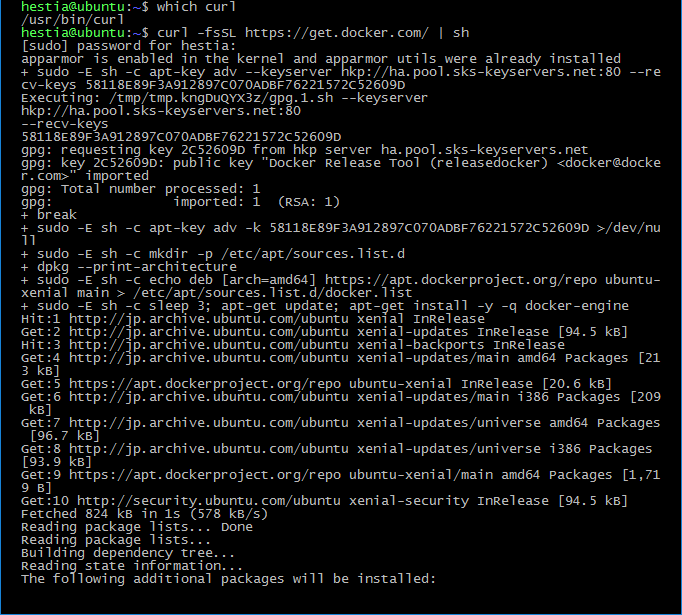 hestia@ubuntu:~$ which curl
/usr/bin/curl
hestia@ubuntu:~$ curl -fsSL https://get.docker.com/ | sh
[sudo] password for hestia:
apparmor is enabled in the kernel and apparmor utils were already installed
+ sudo -E sh -c apt-key adv --keyserver hkp://ha.pool.sks-keyservers.net:80 --re
cv-keys 58118E89F3A912897C070ADBF76221572C52609D
Executing: /tmp/tmp.kngDuQYX3z/gpg.1.sh --keyserver
hkp://ha.pool.sks-keyservers.net:80
--recv-keys
58118E89F3A912897C070ADBF76221572C52609D
gpg: requesting key 2C52609D from hkp server ha.pool.sks-keyservers.net
gpg: key 2C52609D: public key "Docker Release Tool (releasedocker) <docker@docke
r.com>" imported
gpg: Total number processed: 1
gpg:               imported: 1  (RSA: 1)
+ break
+ sudo -E sh -c apt-key adv -k 58118E89F3A912897C070ADBF76221572C52609D >/dev/nu
ll
+ sudo -E sh -c mkdir -p /etc/apt/sources.list.d
+ dpkg --print-architecture
+ sudo -E sh -c echo deb [arch=amd64] https://apt.dockerproject.org/repo ubuntu-
xenial main > /etc/apt/sources.list.d/docker.list
+ sudo -E sh -c sleep 3; apt-get update; apt-get install -y -q docker-engine
Hit:1 http://jp.archive.ubuntu.com/ubuntu xenial InRelease
Get:2 http://jp.archive.ubuntu.com/ubuntu xenial-updates InRelease [94.5 kB]
Hit:3 http://jp.archive.ubuntu.com/ubuntu xenial-backports InRelease
Get:4 http://jp.archive.ubuntu.com/ubuntu xenial-updates/main amd64 Packages [21
3 kB]
Get:5 https://apt.dockerproject.org/repo ubuntu-xenial InRelease [20.6 kB]
Get:6 http://jp.archive.ubuntu.com/ubuntu xenial-updates/main i386 Packages [209
 kB]
Get:7 http://jp.archive.ubuntu.com/ubuntu xenial-updates/universe amd64 Packages
 [96.7 kB]
Get:8 http://jp.archive.ubuntu.com/ubuntu xenial-updates/universe i386 Packages
[93.9 kB]
Get:9 https://apt.dockerproject.org/repo ubuntu-xenial/main amd64 Packages [1,71
9 B]
Get:10 http://security.ubuntu.com/ubuntu xenial-security InRelease [94.5 kB]
Fetched 824 kB in 1s (578 kB/s)
Reading package lists... Done
Reading package lists...
Building dependency tree...
Reading state information...
The following additional packages will be installed: